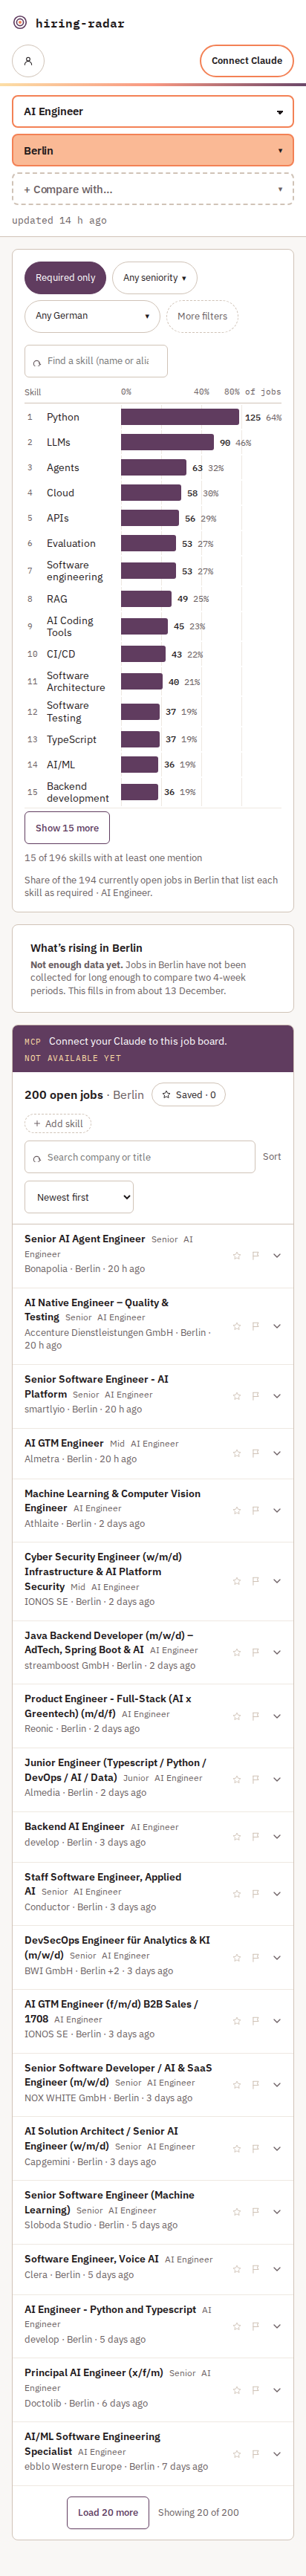 hiring-radar
Connect Claude
AI Engineer
Berlin
+ Compare with...
updated 14 h ago
Required only
Any seniority
Any German
More filters
Find a skill (name or alia
Skill 0% 40% 80% of jobs
1 Python 125 64%
2 LLMs 90 46%
3 Agents 63 32%
4 Cloud 58 30%
5 APIs 56 29%
6 Evaluation 53 27%
7 Software
engineering 53 27%
8 RAG 49 25%
9 AI Coding
Tools 45 23%
10 CI/CD 43 22%
11 Software
Architecture 40 21%
12 Software
Testing 37 19%
13 TypeScript 37 19%
14 AI/ML 36 19%
15 Backend
development 36 19%
Show 15 more
15 of 196 skills with at least one mention
Share of the 194 currently open jobs in Berlin that list each
skill as required · AI Engineer.
What's rising in Berlin
Not enough data yet. Jobs in Berlin have not been
collected for long enough to compare two 4-week
periods. This fills in from about 13 December.
MCP Connect your Claude to this job board.
NOT AVAILABLE YET
200 open jobs · Berlin
Saved · 0
+ Add skill
Search company or title
Sort
Newest first
Senior AI Agent Engineer Senior AI
Engineer
Bonapolia · Berlin · 20 h ago
AI Native Engineer – Quality &
Testing Senior AI Engineer
Accenture Dienstleistungen GmbH · Berlin ·
20 h ago
Senior Software Engineer - AI
Platform Senior AI Engineer
smartlyio · Berlin · 20 h ago
AI GTM Engineer Mid AI Engineer
Almetra · Berlin · 20 h ago
Machine Learning & Computer Vision
Engineer AI Engineer
Athlaite · Berlin · 2 days ago
Cyber Security Engineer (w/m/d)
Infrastructure & AI Platform
Security Mid AI Engineer
IONOS SE · Berlin · 2 days ago
Java Backend Developer (m/w/d) –
AdTech, Spring Boot & AI AI Engineer
streamboost GmbH · Berlin · 2 days ago
Product Engineer - Full-Stack (AI x
Greentech) (m/d/f) AI Engineer
Reonic · Berlin · 2 days ago
Junior Engineer (Typescript / Python /
DevOps / AI / Data) Junior AI Engineer
Almedia · Berlin · 2 days ago
Backend AI Engineer AI Engineer
develop · Berlin · 3 days ago
Staff Software Engineer, Applied
AI Senior AI Engineer
Conductor · Berlin · 3 days ago
DevSecOps Engineer für Analytics & KI
(m/w/d) Senior AI Engineer
BWI GmbH · Berlin +2 · 3 days ago
AI GTM Engineer (f/m/d) B2B Sales /
1708 AI Engineer
IONOS SE · Berlin · 3 days ago
Senior Software Developer / AI & SaaS
Engineer (m/w/d) Senior AI Engineer
NOX WHITE GmbH · Berlin · 3 days ago
AI Solution Architect / Senior AI
Engineer (w/m/d) Senior AI Engineer
Capgemini · Berlin · 3 days ago
Senior Software Engineer (Machine
Learning) Senior AI Engineer
Sloboda Studio · Berlin · 5 days ago
Software Engineer, Voice AI AI Engineer
Clera · Berlin · 5 days ago
AI Engineer - Python and Typescript AI
Engineer
develop · Berlin · 5 days ago
Principal AI Engineer (x/f/m) Senior AI
Engineer
Doctolib · Berlin · 6 days ago
AI/ML Software Engineering
Specialist AI Engineer
ebblo Western Europe · Berlin · 7 days ago
Load 20 more
Showing 20 of 200